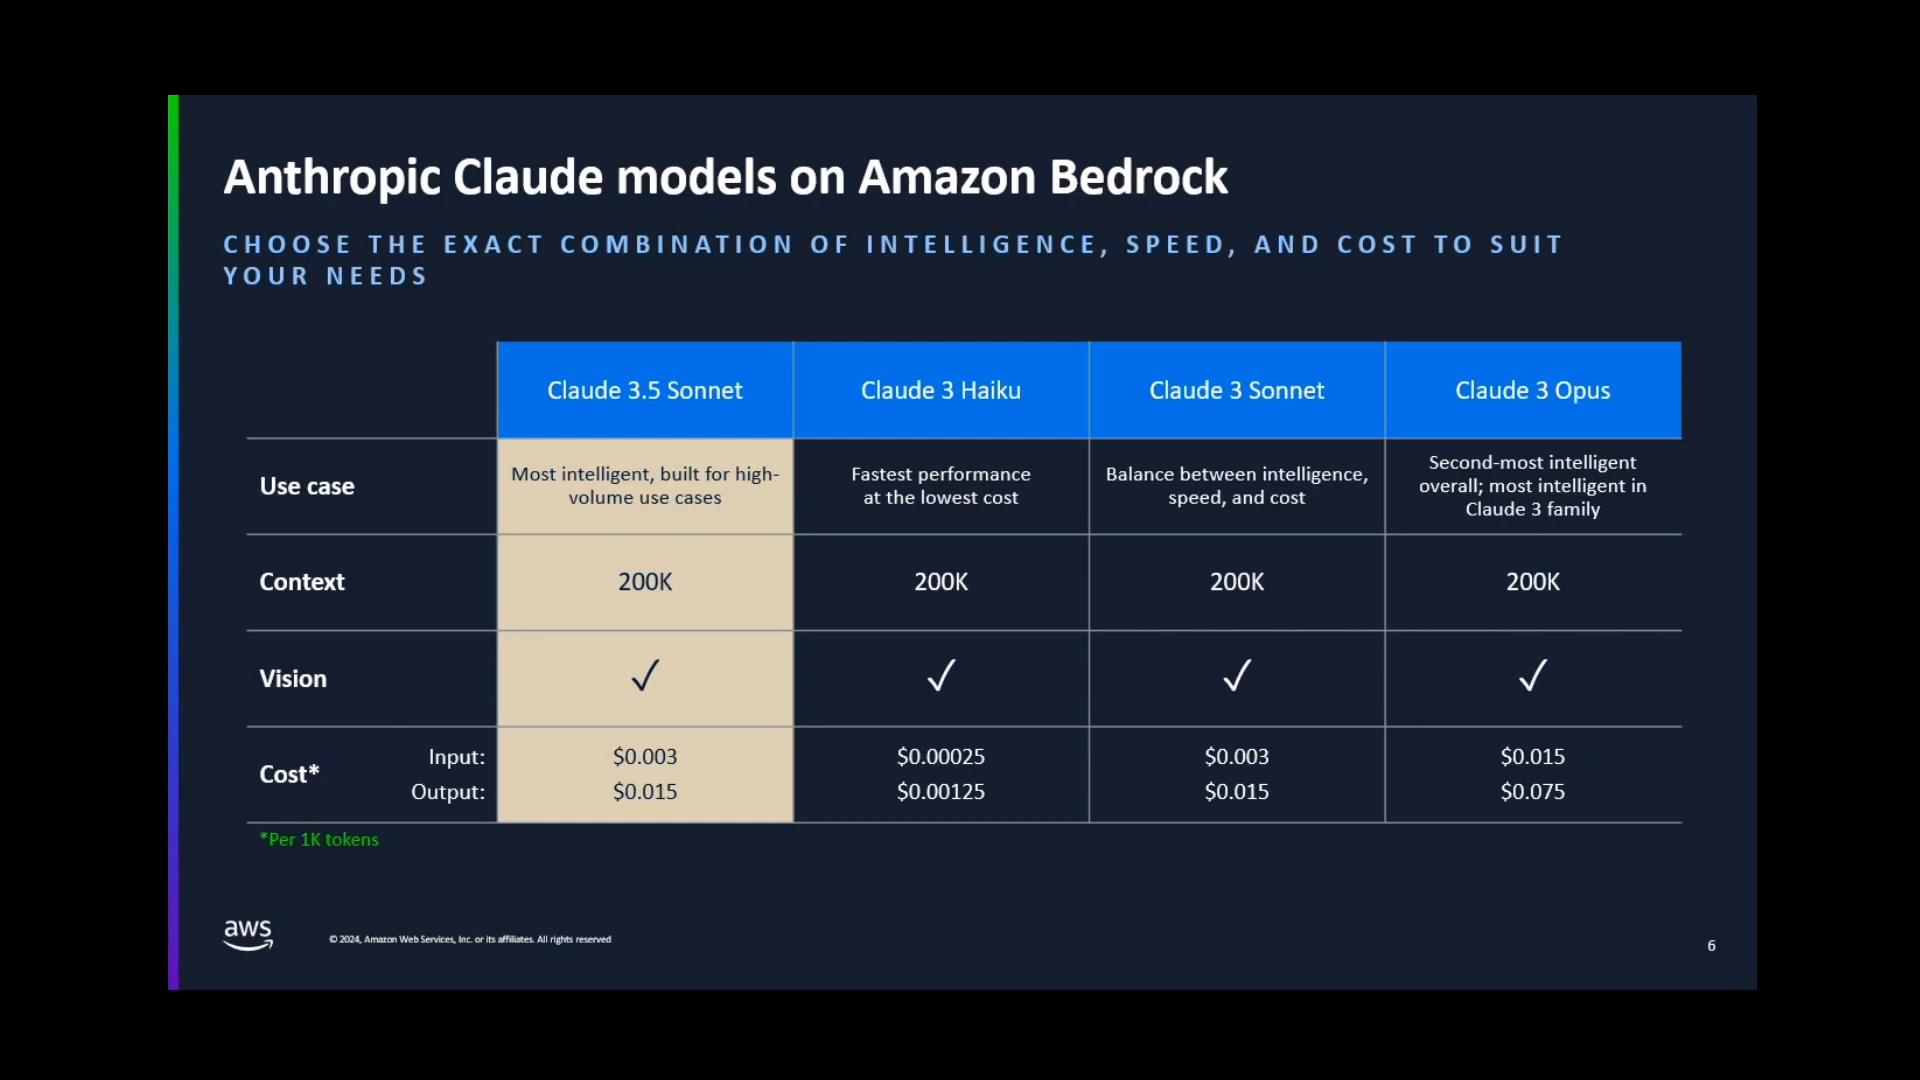 Anthropic Claude models on Amazon Bedrock
CHOOSE THE EXACT COMBINATION OF INTELLIGENCE, SPEED, AND COST TO SUIT
YOUR NEEDS
Claude 3.5 Sonnet
Claude 3 Haiku
Claude 3 Sonnet
Claude 3 Opus
Use case
Most intelligent, built for high-
volume use cases
Fastest performance
at the lowest cost
Balance between intelligence,
speed, and cost
Second-most intelligent
overall; most intelligent in
Claude 3 family
Context
200K
200K
200K
200K
Vision
✓
✓
✓
✓
Cost*
Input:
Output:
$0.003
$0.015
$0.00025
$0.00125
$0.003
$0.015
$0.015
$0.075
*Per 1K tokens
aws
© 2024, Amazon Web Services, Inc. or its affiliates. All rights reserved
6